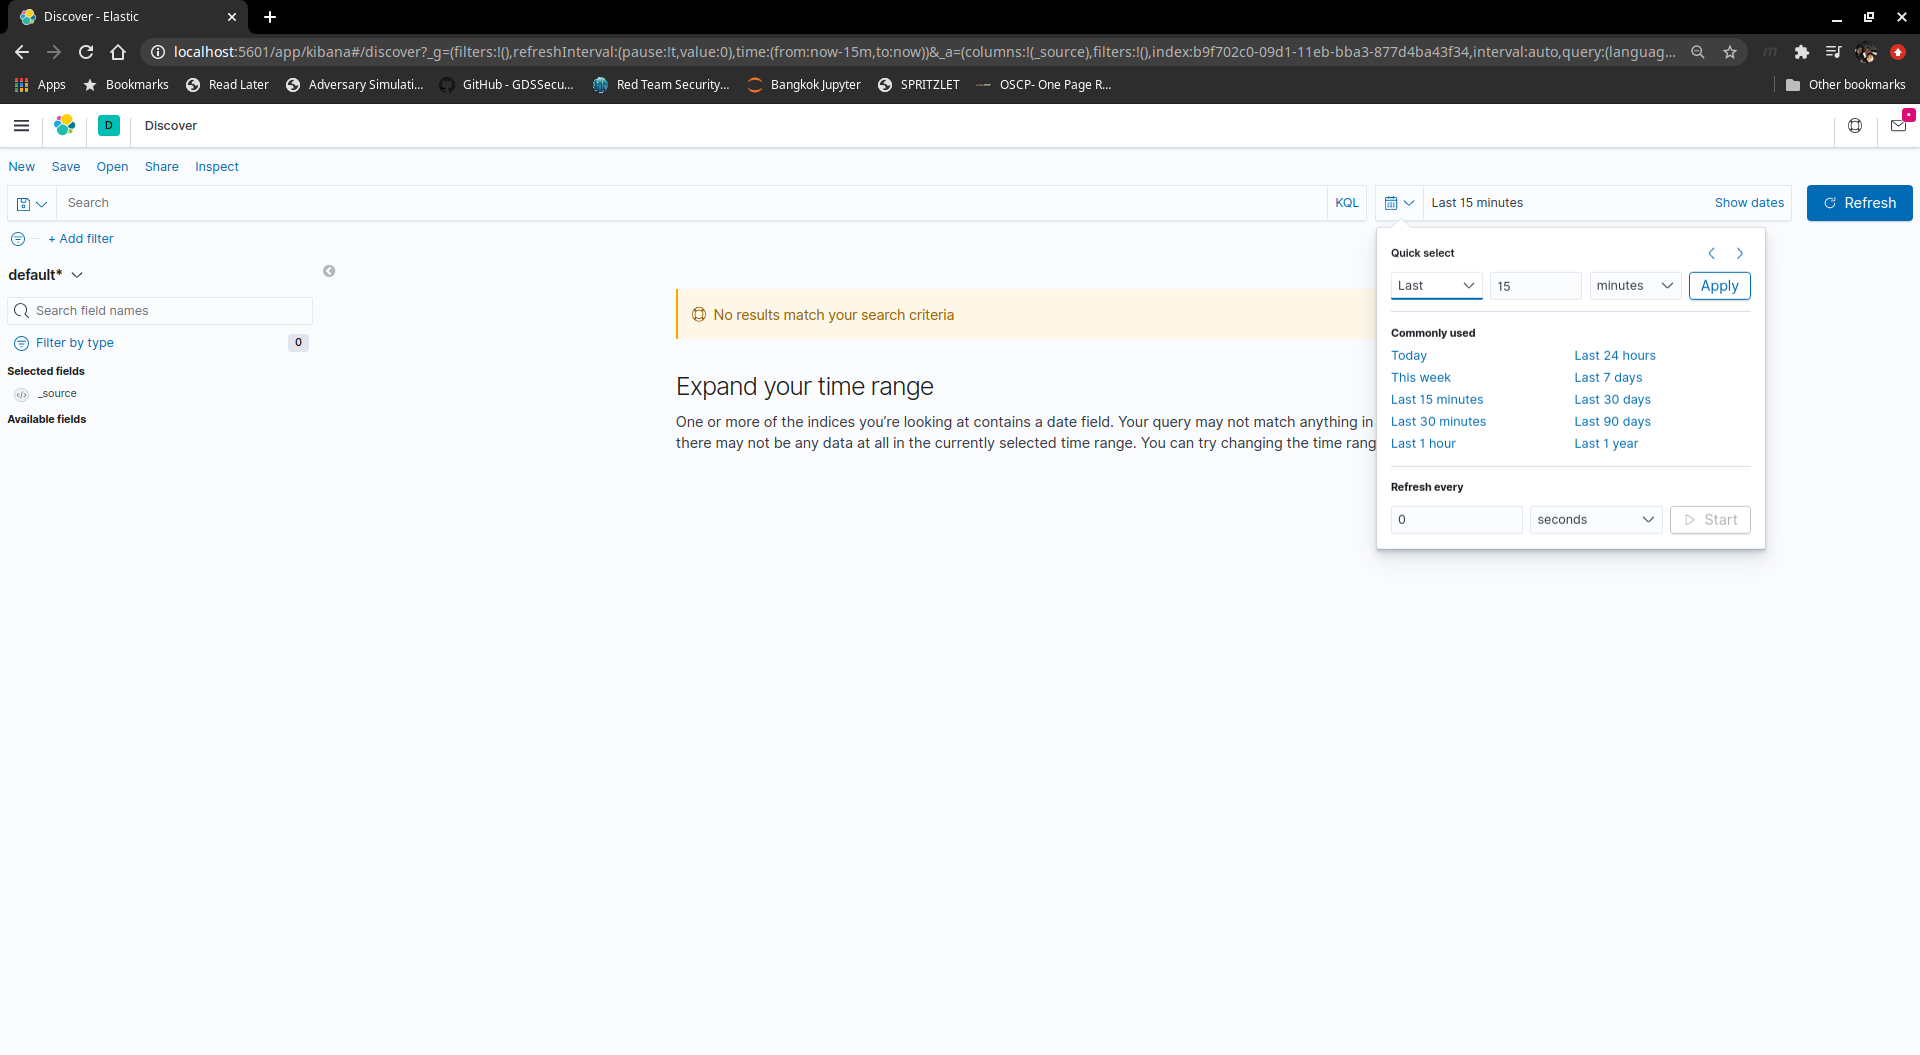 Discover - Elastic
localhost:5601/app/kibana#/discover?_g=(filters:!(),refreshInterval:(pause:!t,value:0),time:(from:now-15m,to:now))&_a=(columns:!(_source),filters:!(),index:b9f702c0-09d1-11eb-bba3-877d4ba43f34,interval:auto,query:(languag...
Apps Bookmarks Read Later Adversary Simulati... GitHub - GDSSecu... Red Team Security... Bangkok Jupyter SPRITZLET OSCP- One Page R... Other bookmarks
D Discover
New Save Open Share Inspect
Search KQL Last 15 minutes Show dates Refresh
+ Add filter
default*
Search field names
Filter by type 0
Selected fields
_source
Available fields
No results match your search criteria
Expand your time range
One or more of the indices you're looking at contains a date field. Your query may not match anything in
there may not be any data at all in the currently selected time range. You can try changing the time rang
Quick select
Last 15 minutes Apply
Commonly used
Today Last 24 hours
This week Last 7 days
Last 15 minutes Last 30 days
Last 30 minutes Last 90 days
Last 1 hour Last 1 year
Refresh every
0 seconds Start